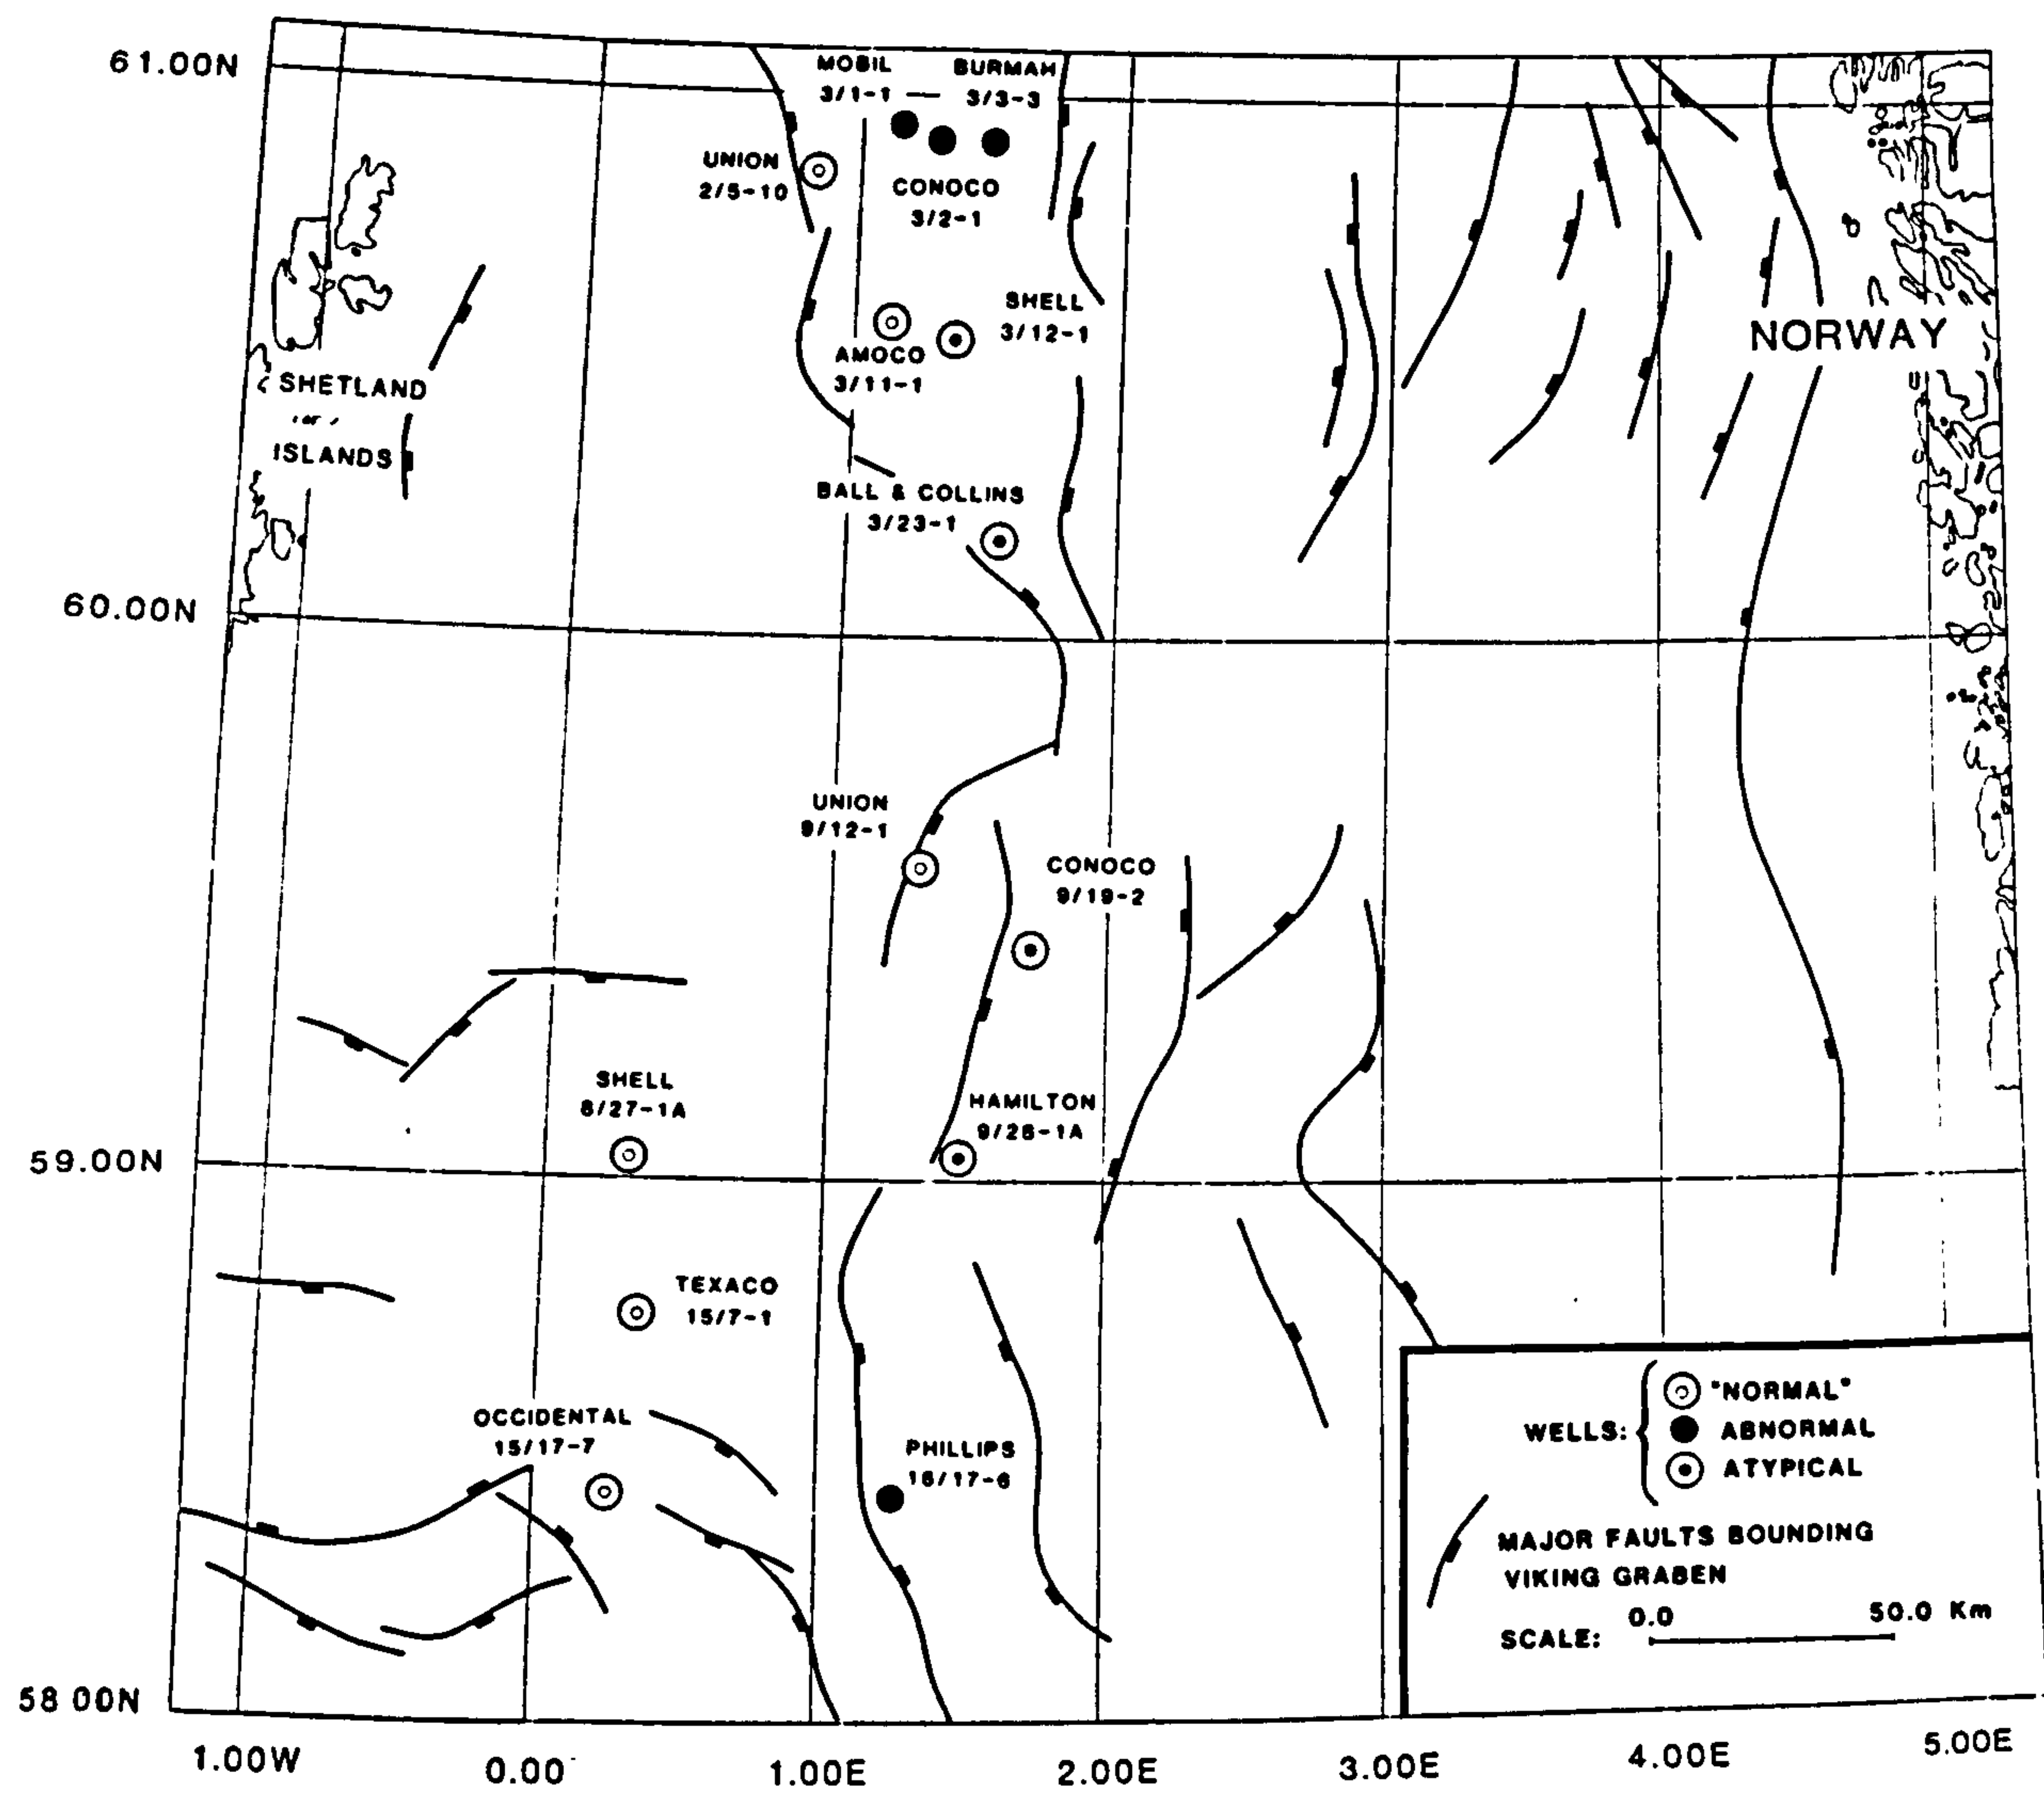 61.00N
MOBIL BURMAH
3/1-1 — 3/3-3
UNION
2/5-10
CONOCO
3/2-1
SHELL
3/12-1
AMOCO
3/11-1
NORWAY
SHETLAND
ISLANDS
BALL & COLLINS
3/23-1
60.00N
UNION
9/12-1
CONOCO
9/19-2
SHELL
8/27-1A
HAMILTON
9/28-1A
59.00N
TEXACO
15/7-1
OCCIDENTAL
15/17-7
PHILLIPS
16/17-6
WELLS:
"NORMAL"
ABNORMAL
ATYPICAL
MAJOR FAULTS BOUNDING
VIKING GRABEN
0.0 50.0 Km
SCALE:
58 00N
1.00W 0.00 1.00E 2.00E 3.00E 4.00E 5.00E